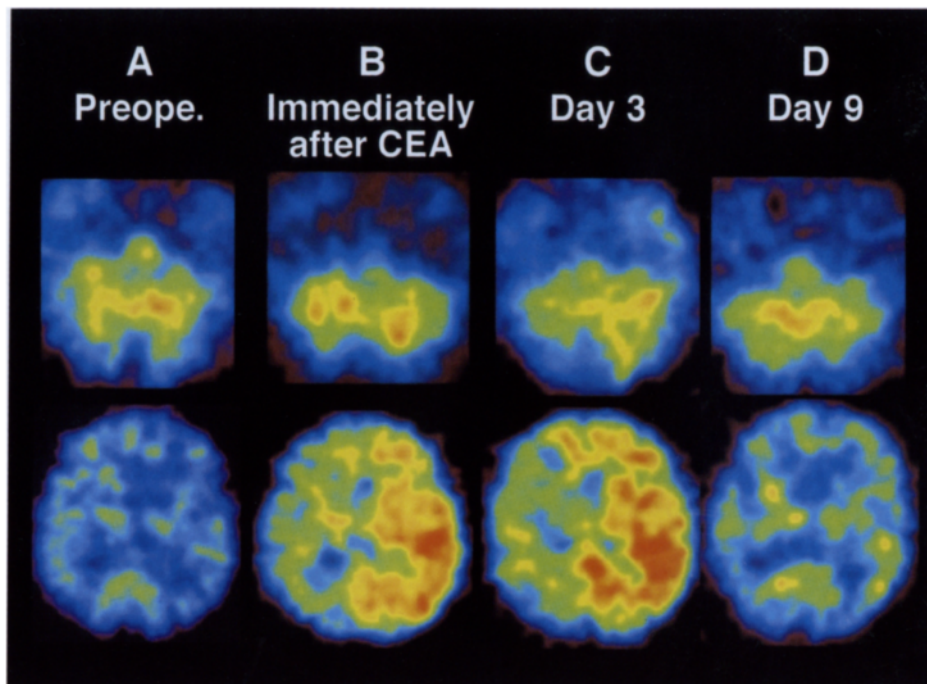 A
Preope.
B
Immediately
after CEA
C
Day 3
D
Day 9